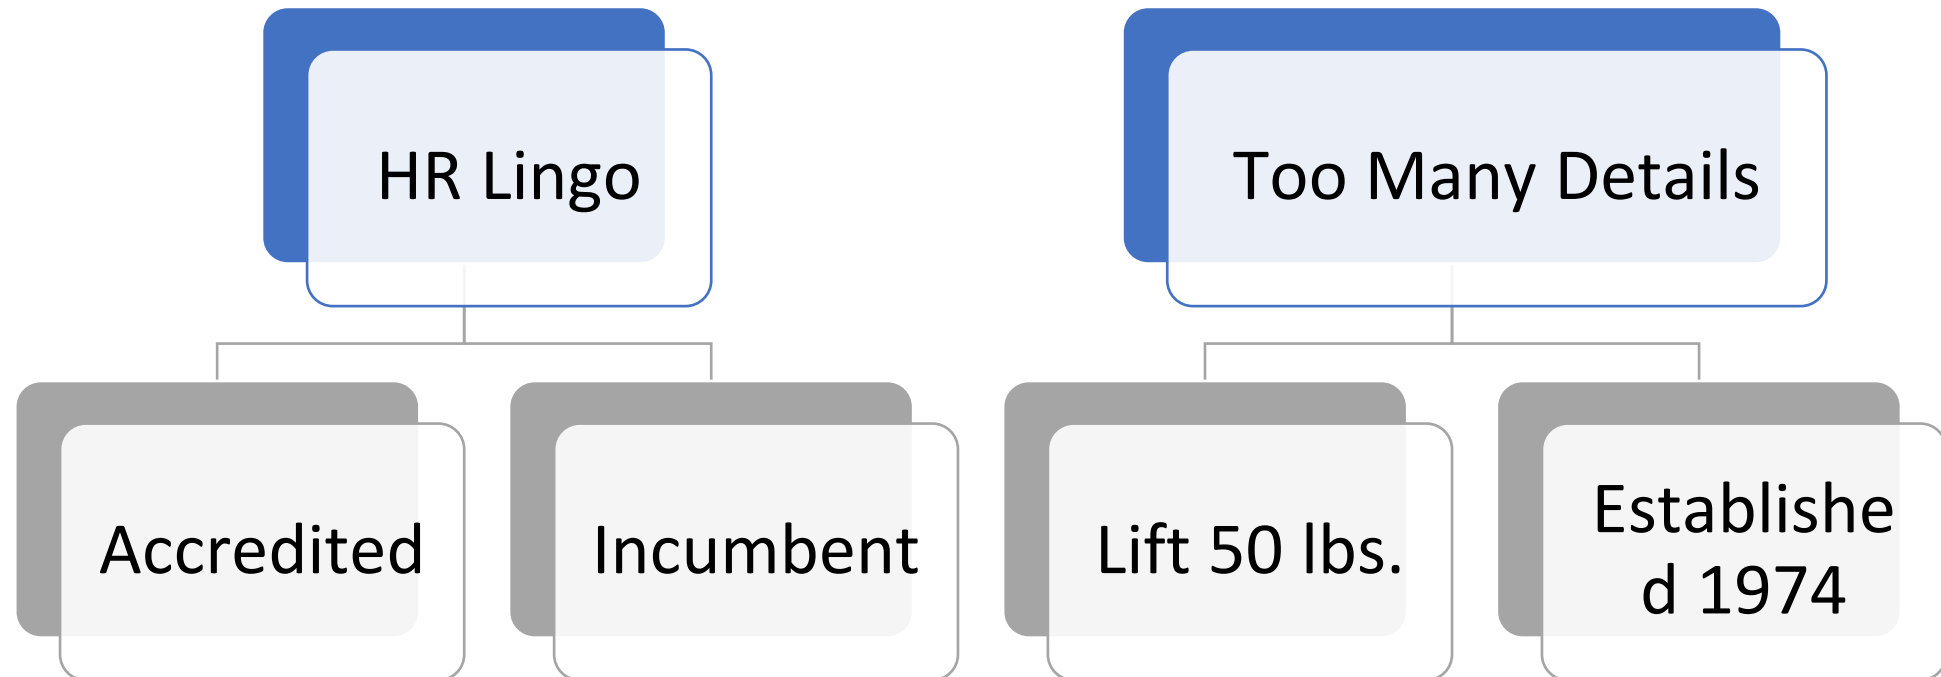 HR Lingo
Too Many Details
Accredited
Incumbent
Lift 50 lbs.
Establishe
d 1974